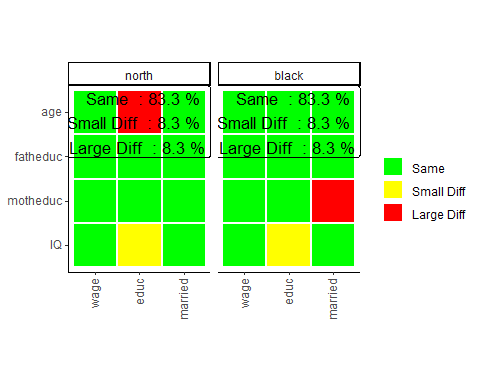 north black
age
fatheduc
motheduc
IQ
Same : 83.3 %
Small Diff : 8.3 %
Large Diff : 8.3 %
Same : 83.3 %
Small Diff : 8.3 %
Large Diff : 8.3 %
wage
educ
married
wage
educ
married
Same
Small Diff
Large Diff